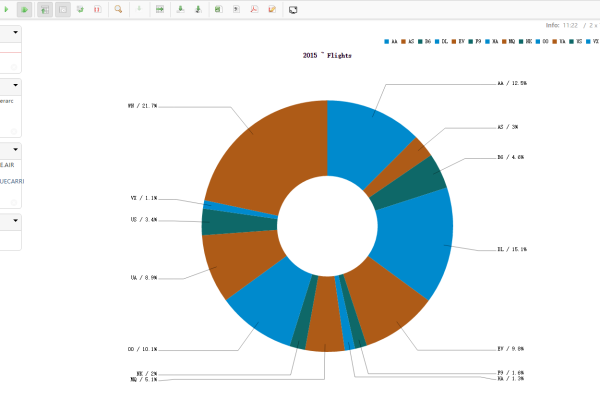 Info: 11:22 / 2 x
AA AS B6 DL EV F9 HA MQ NK OO UA US VX
2015 ~ Flights
AA / 12.5%
WN / 21.7%
AS / 3%
B6 / 4.6%
E.AIR
UECARRI
VX / 1.1%
US / 3.4%
DL / 15.1%
UA / 8.9%
OO / 10.1%
EV / 9.8%
NK / 2%
F9 / 1.6%
MQ / 5.1%
HA / 1.3%